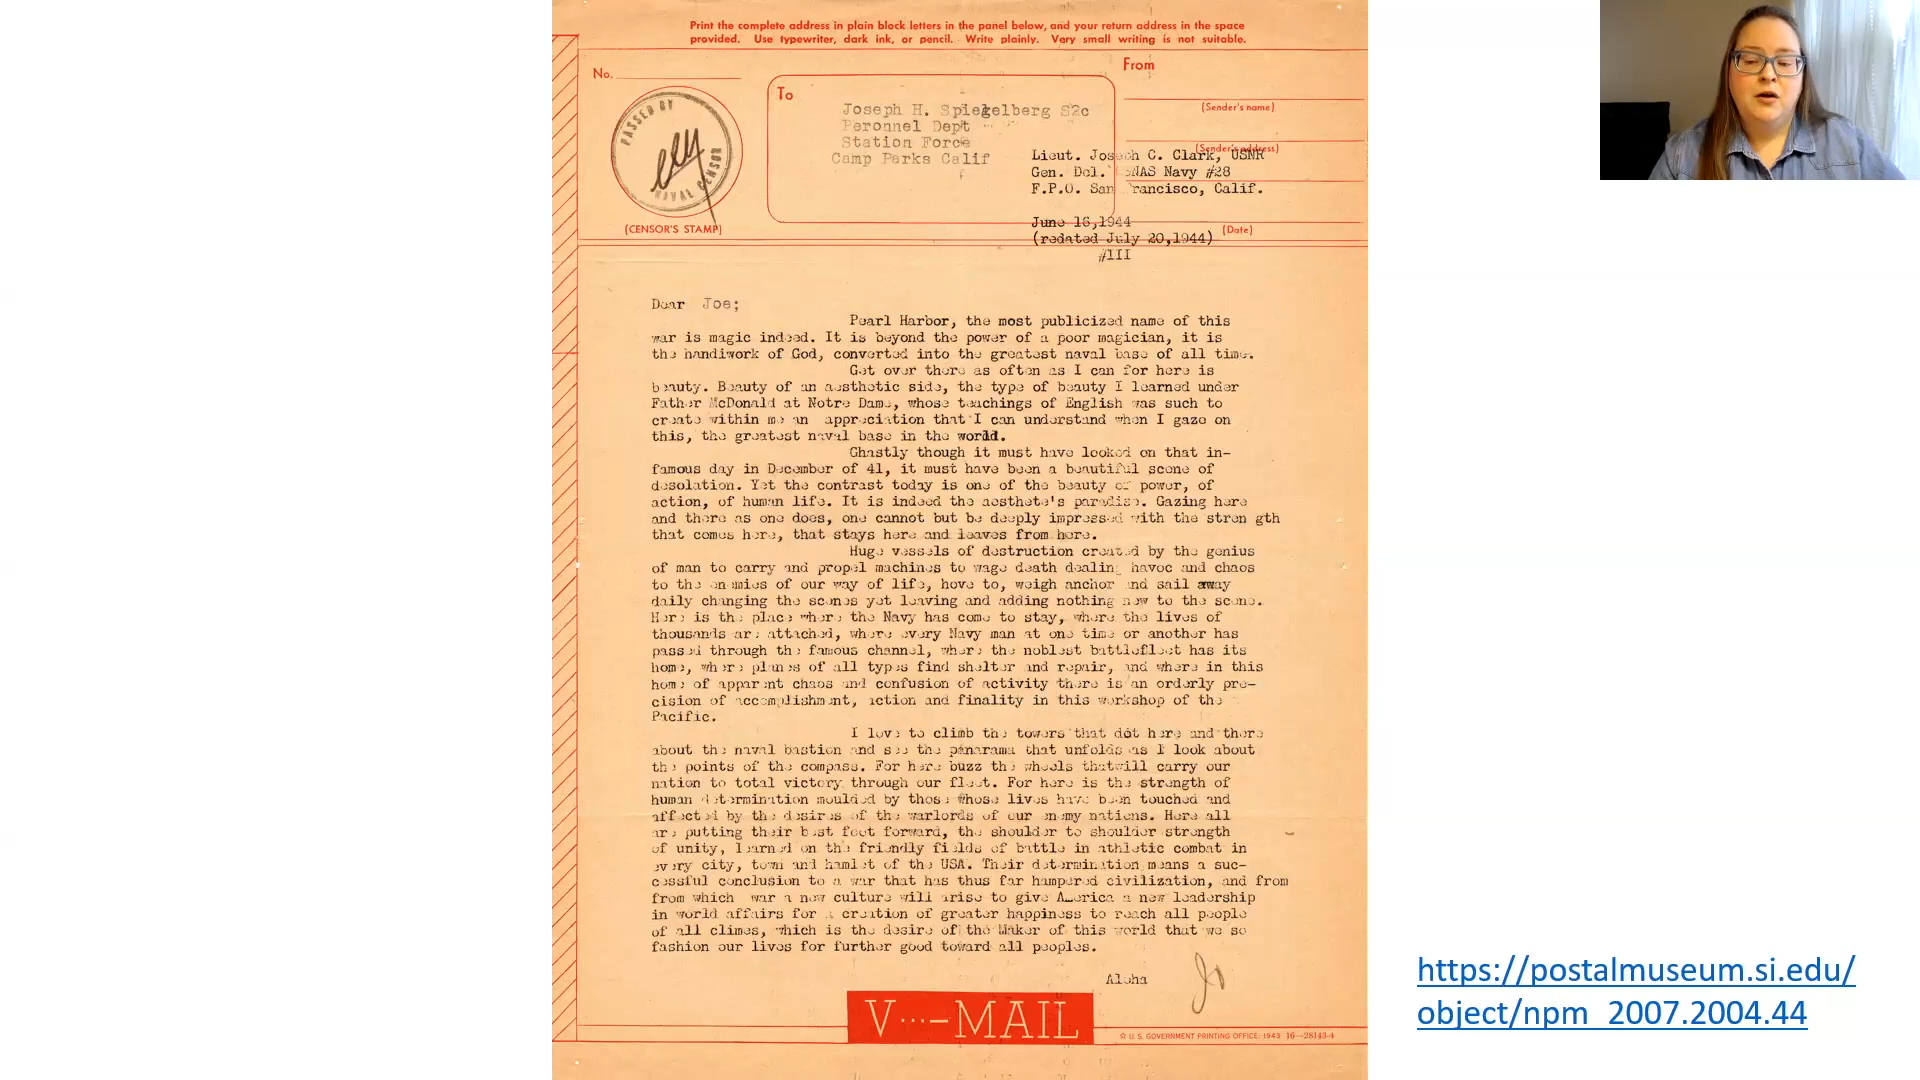 Print the complete address in plain block letters in the panel below, and your return address in the space
provided. Use typewriter, dark ink, or pencil. Write plainly. Very small writing is not suitable.
No.
PASSED BY
NAVAL CENSOR
(CENSOR'S STAMP)
To
Joseph H. Spiegelberg S2c
Peronnel Dept
Station Force
Camp Parks Calif
From
(Sender's name)
(Sender's address)
Lieut. Joseph C. Clark, USNR
Gen. Del. NAS Navy #28
F.P.O. San Francisco, Calif.
June 16,1944
(redated July 20,1944)
(Date)
#III
Dear Joe;
Pearl Harbor, the most publicized name of this
war is magic indeed. It is beyond the power of a poor magician, it is
the handiwork of God, converted into the greatest naval base of all time.
Get over there as often as I can for here is
beauty. Beauty of an aesthetic side, the type of beauty I learned under
Father McDonald at Notre Dame, whose teachings of English was such to
create within me an appreciation that I can understand when I gaze on
this, the greatest naval base in the world.
Ghastly though it must have looked on that in-
famous day in December of 41, it must have been a beautiful scene of
desolation. Yet the contrast today is one of the beauty of power, of
action, of human life. It is indeed the aesthete's paradise. Gazing here
and there as one does, one cannot but be deeply impressed with the stren gth
that comes here, that stays here and leaves from here.
Huge vessels of destruction created by the genius
of man to carry and propel machines to wage death dealing havoc and chaos
to the enemies of our way of life, hove to, weigh anchor and sail away
daily changing the scenes yet leaving and adding nothing new to the scene.
Here is the place where the Navy has come to stay, where the lives of
thousands are attached, where every Navy man at one time or another has
passed through the famous channel, where the noblest battlefleet has its
home, where planes of all types find shelter and repair, and where in this
home of apparent chaos and confusion of activity there is an orderly pre-
cision of accomplishment, action and finality in this workshop of the
Pacific.
I love to climb the towers that dot here and there
about the naval bastion and see the panarama that unfolds as I look about
the points of the compass. For here buzz the wheels thatwill carry our
nation to total victory through our fleet. For here is the strength of
human determination moulded by those whose lives have been touched and
affected by the desires of the warlords of our enemy nations. Here all
are putting their best foot forward, the shoulder to shoulder strength
of unity, learned on the friendly fields of battle in athletic combat in
every city, town and hamlet of the USA. Their determination means a suc-
cessful conclusion to a war that has thus far hampered civilization, and from
from which war a new culture will arise to give America a new leadership
in world affairs for a creation of greater happiness to reach all people
of all climes, which is the desire of the Maker of this world that we so
fashion our lives for further good toward all peoples.
Aloha
Jo
V···-MAIL
☆ U. S. GOVERNMENT PRINTING OFFICE: 1943 16—28143-4
https://postalmuseum.si.edu/
object/npm_2007.2004.44